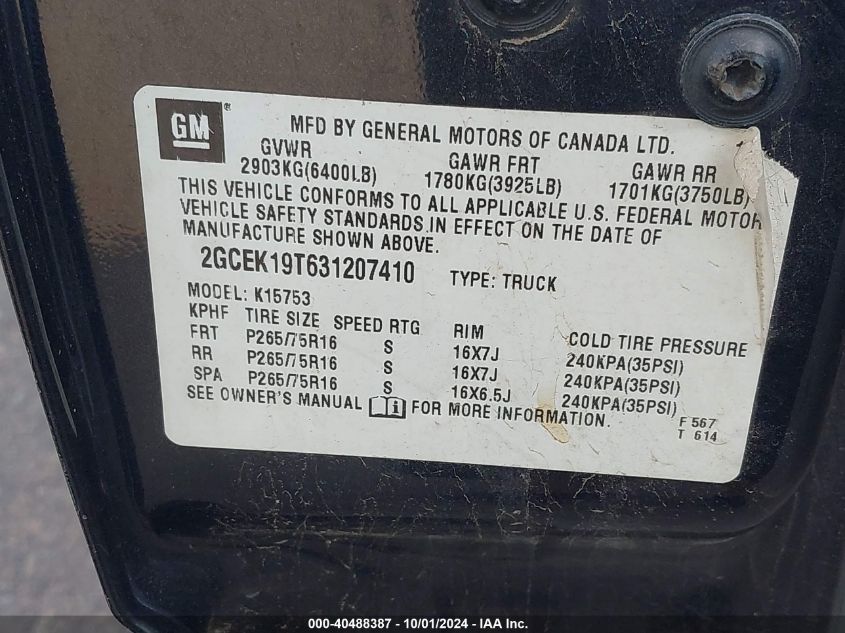 GM ® MFD BY GENERAL MOTORS OF CANADA LTD.
GVWR GAWR FRT GAWR RR
2903KG(6400LB) 1780KG(3925LB) 1701KG(3750LB)
THIS VEHICLE CONFORMS TO ALL APPLICABLE U.S. FEDERAL MOTOR
VEHICLE SAFETY STANDARDS IN EFFECT ON THE DATE OF
MANUFACTURE SHOWN ABOVE.
2GCEK19T631207410 TYPE: TRUCK
MODEL: K15753
KPHF TIRE SIZE SPEED RTG RIM COLD TIRE PRESSURE
FRT P265/75R16 S 16X7J 240KPA(35PSI)
RR P265/75R16 S 16X7J 240KPA(35PSI)
SPA P265/75R16 S 16X6.5J 240KPA(35PSI)
SEE OWNER'S MANUAL FOR MORE INFORMATION.
F 567
T 614
000-40488387 - 10/01/2024 - IAA Inc.